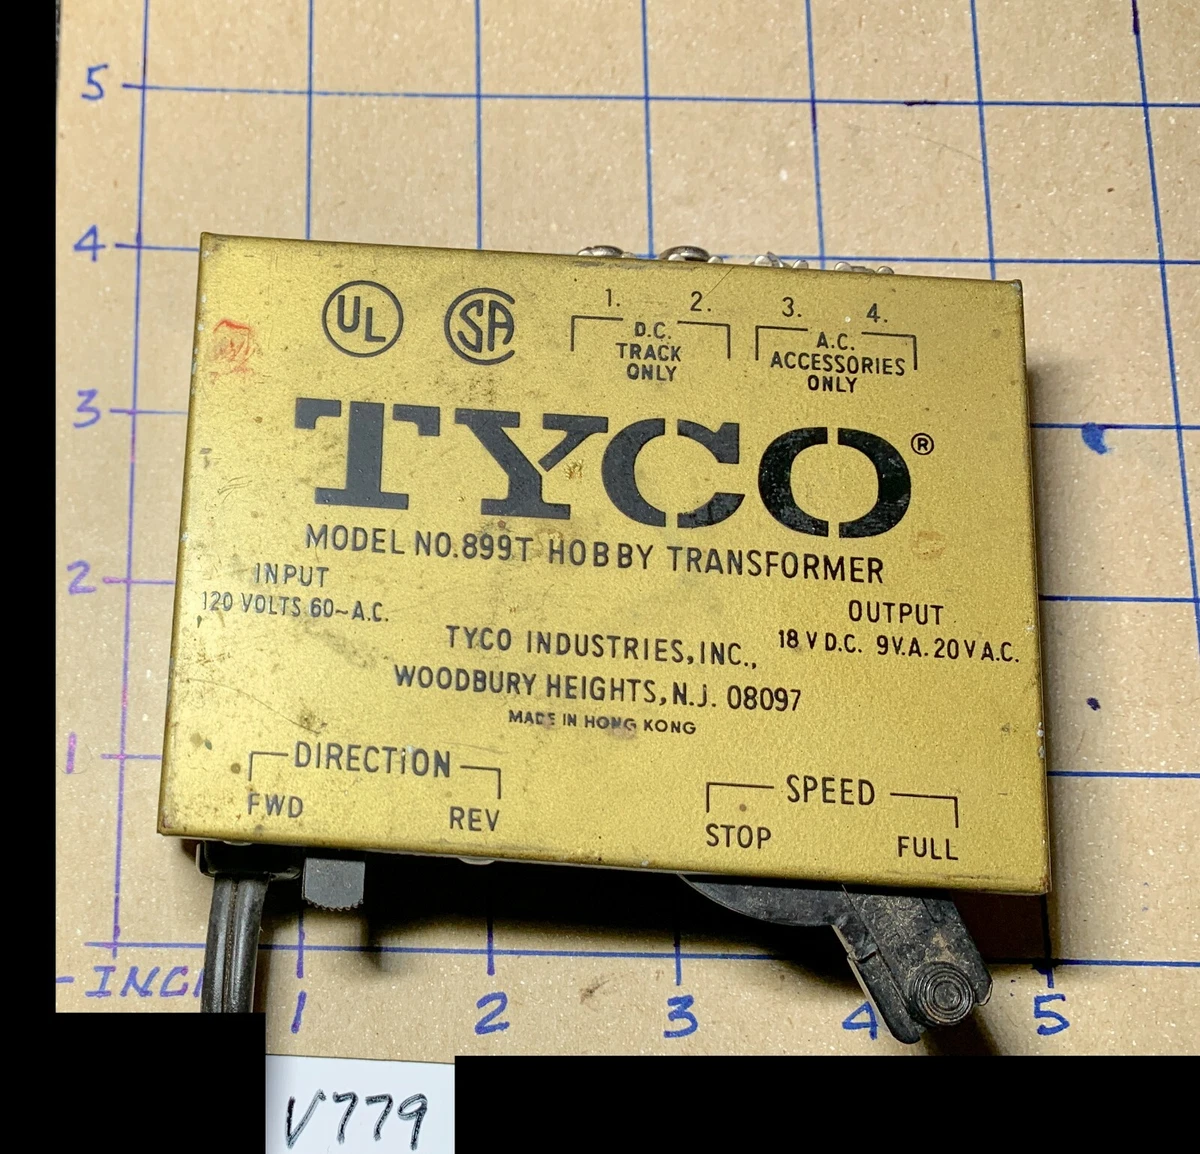 5
4
3
2
1
UL
SA
1. 2. 3. 4.
D.C.
TRACK
ONLY
A.C.
ACCESSORIES
ONLY
TYCO®
MODEL NO.899T HOBBY TRANSFORMER
INPUT
120 VOLTS 60~A.C.
OUTPUT
18 V D.C. 9V.A. 20 V A.C.
TYCO INDUSTRIES, INC.,
WOODBURY HEIGHTS, N.J. 08097
MADE IN HONG KONG
DIRECTiON
FWD REV
SPEED
STOP FULL
1 2 3 4 5
V779